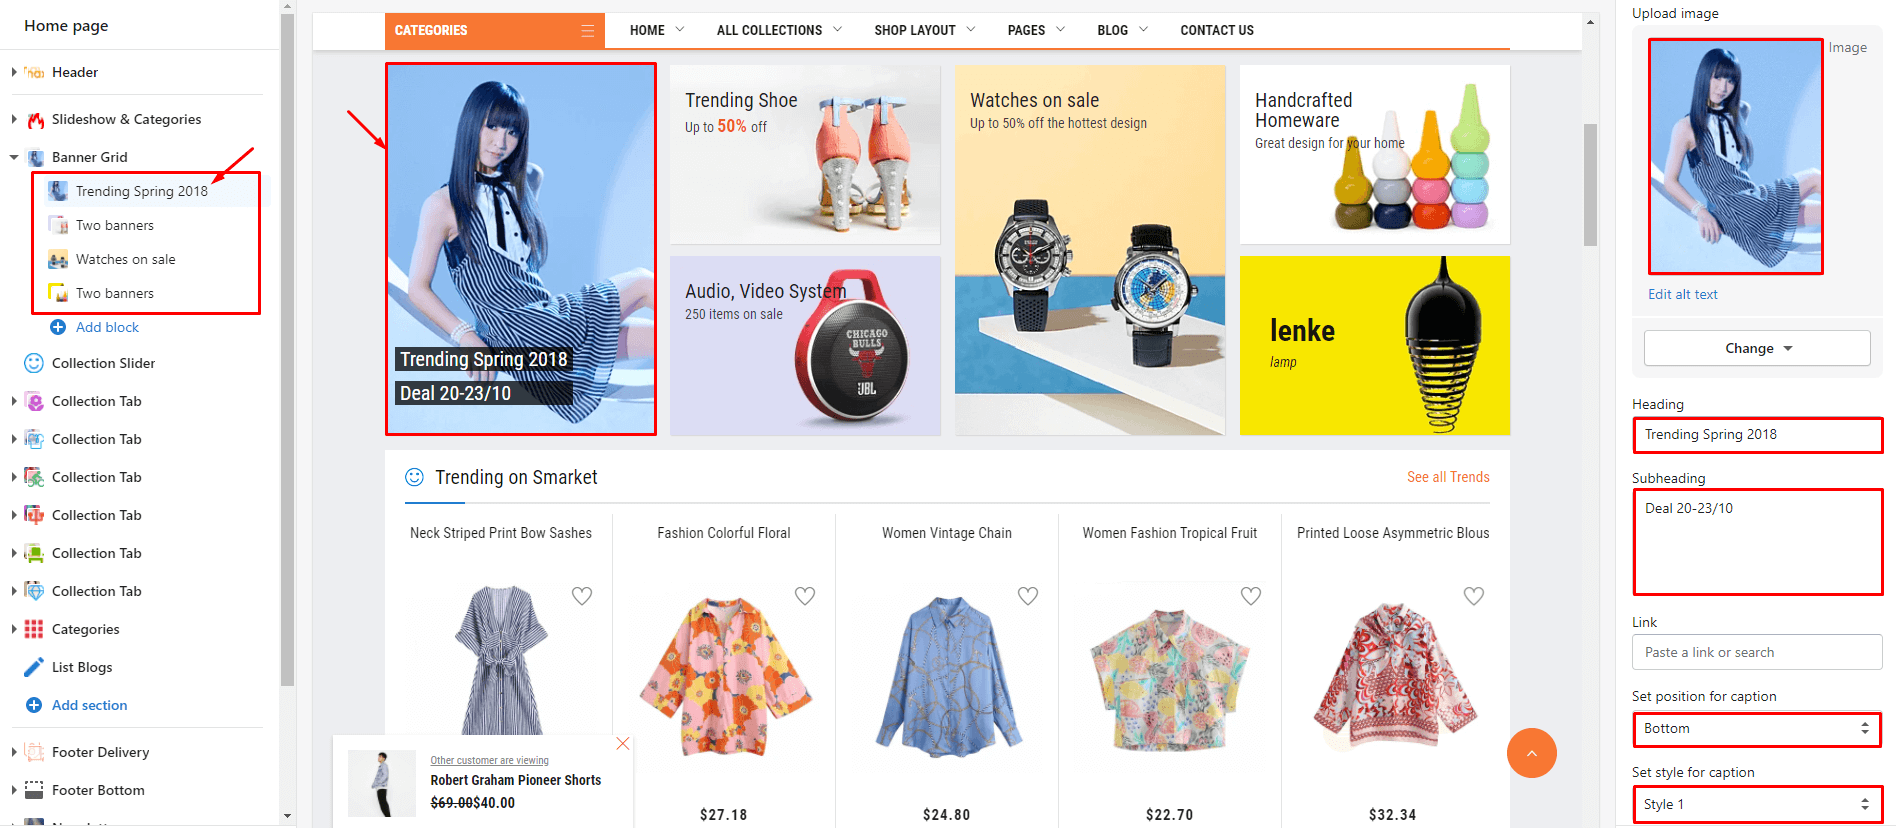 Home page
Header
Slideshow & Categories
Banner Grid
Trending Spring 2018
Two banners
Watches on sale
Two banners
Add block
Collection Slider
Collection Tab
Collection Tab
Collection Tab
Collection Tab
Collection Tab
Collection Tab
Categories
List Blogs
Add section
Footer Delivery
Footer Bottom
CATEGORIES
HOME
ALL COLLECTIONS
SHOP LAYOUT
PAGES
BLOG
CONTACT US
Trending Spring 2018
Deal 20-23/10
Trending Shoe
Up to 50% off
Audio, Video System
250 items on sale
CHICAGO
BULLS
JBL
Watches on sale
Up to 50% off the hottest design
Handcrafted
Homeware
Great design for your home
lenke
lamp
Trending on Smarket
See all Trends
Neck Striped Print Bow Sashes
Fashion Colorful Floral
Women Vintage Chain
Women Fashion Tropical Fruit
Printed Loose Asymmetric Blous
$27.18
$24.80
$22.70
$32.34
Other customer are viewing
Robert Graham Pioneer Shorts
$69.00$40.00
Upload image
Image
Edit alt text
Change
Heading
Trending Spring 2018
Subheading
Deal 20-23/10
Link
Paste a link or search
Set position for caption
Bottom
Set style for caption
Style 1